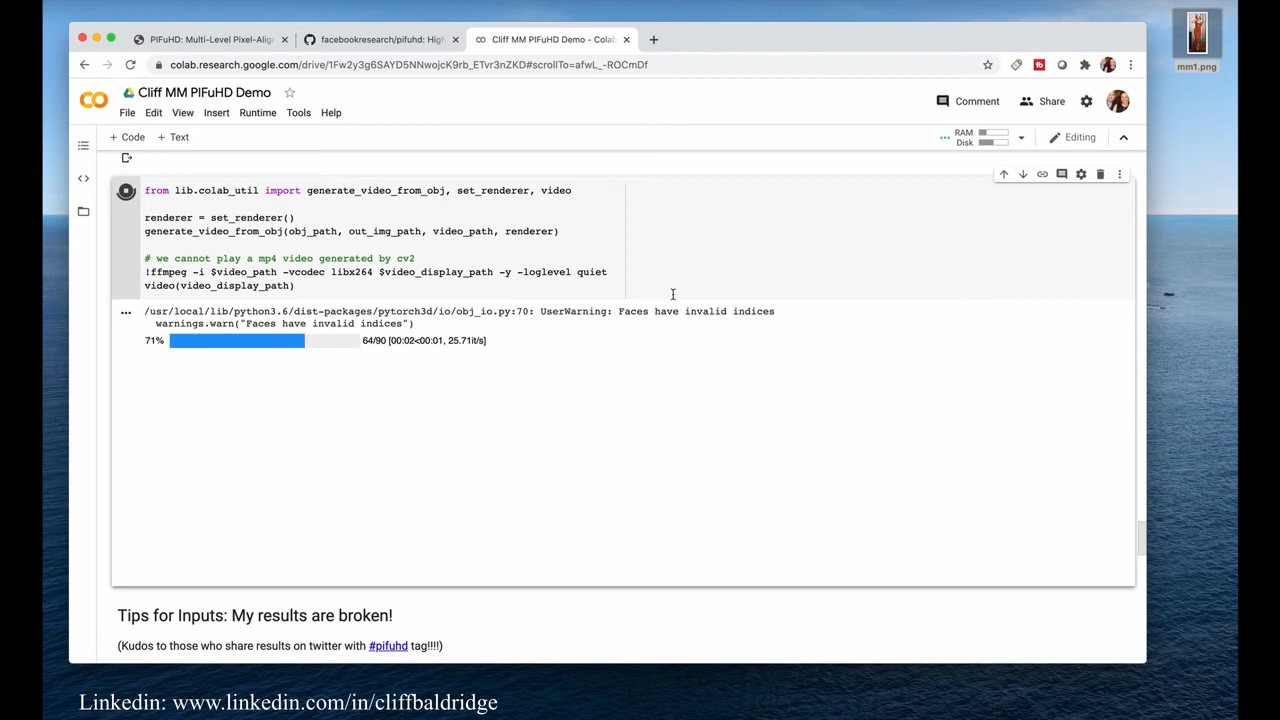 PIFuHD: Multi-Level Pixel-Alig
facebookresearch/pifuhd: High
Cliff MM PIFuHD Demo - Colab
mm1.png
colab.research.google.com/drive/1Fw2y3g6SAYD5NNwojcK9rb_ETvr3nZKD#scrollTo=afwL_-ROCmDf
Cliff MM PIFuHD Demo
Comment
Share
File Edit View Insert Runtime Tools Help
+ Code + Text
RAM
Disk
Editing
from lib.colab_util import generate_video_from_obj, set_renderer, video
renderer = set_renderer()
generate_video_from_obj(obj_path, out_img_path, video_path, renderer)
# we cannot play a mp4 video generated by cv2
!ffmpeg -i $video_path -vcodec libx264 $video_display_path -y -loglevel quiet
video(video_display_path)
/usr/local/lib/python3.6/dist-packages/pytorch3d/io/obj_io.py:70: UserWarning: Faces have invalid indices
warnings.warn("Faces have invalid indices")
71% 64/90 [00:02<00:01, 25.71it/s]
Tips for Inputs: My results are broken!
(Kudos to those who share results on twitter with #pifuhd tag!!!!)
Linkedin: www.linkedin.com/in/cliffbaldridge